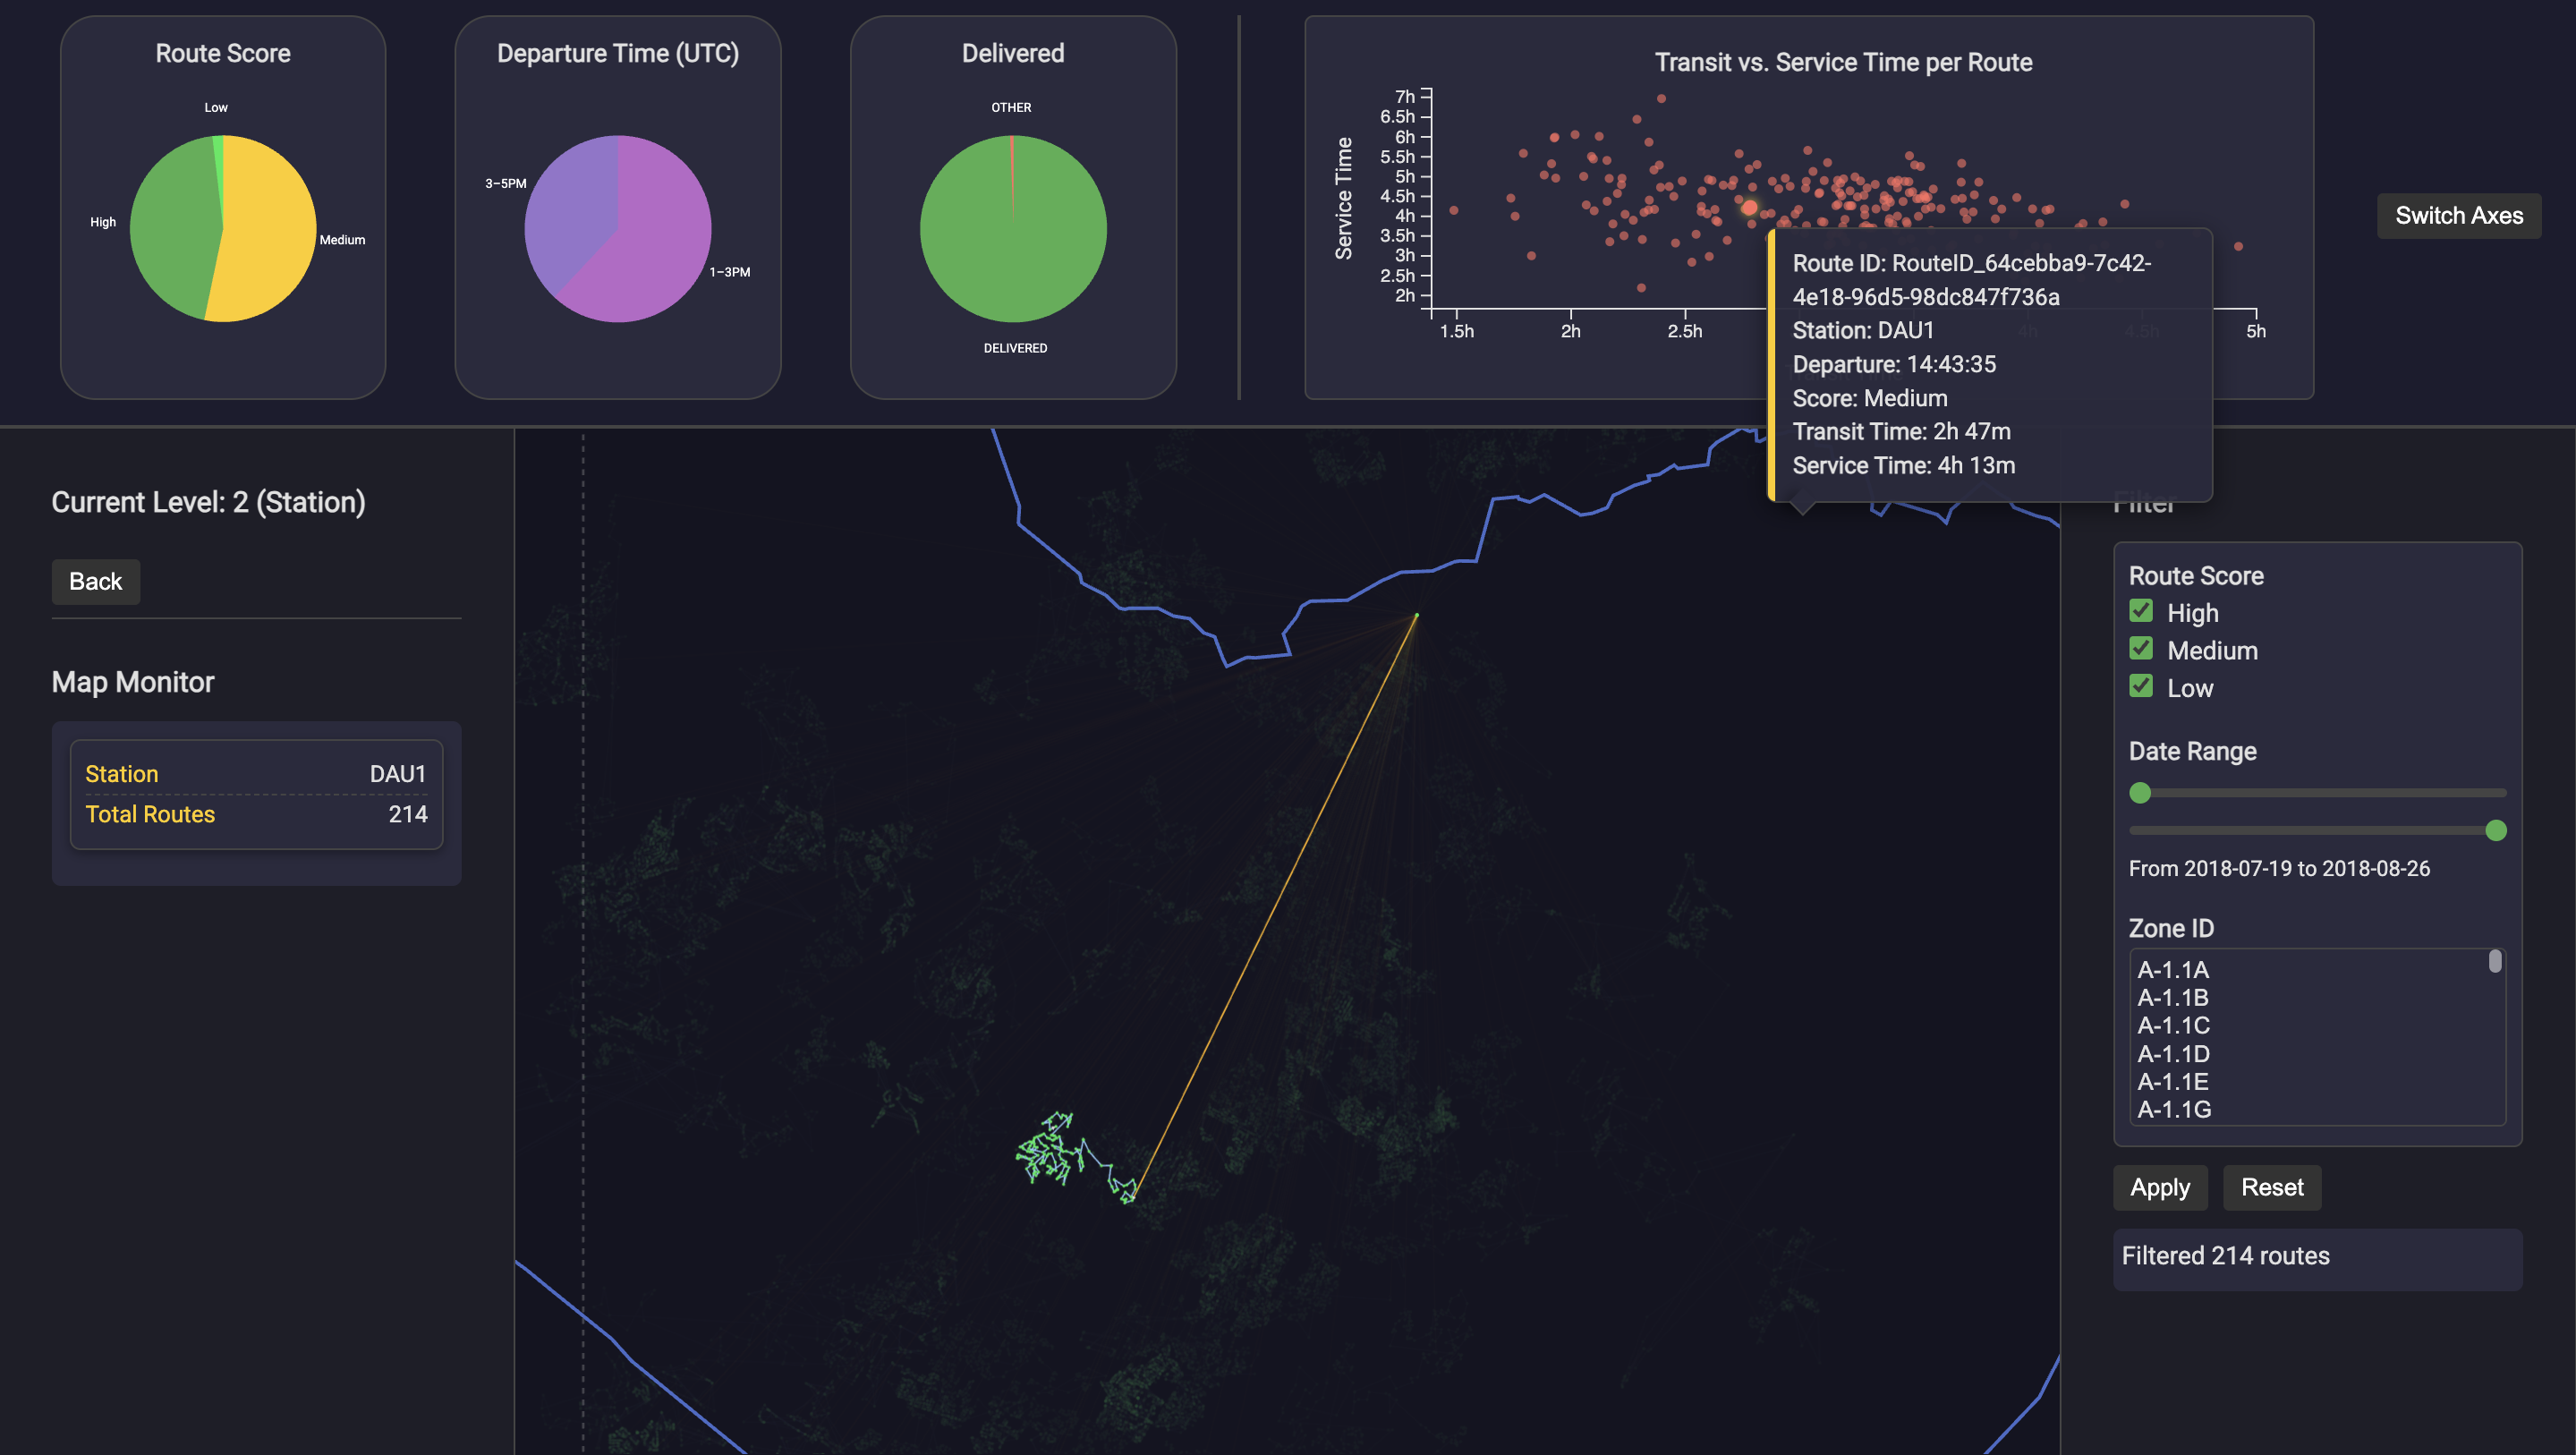 Route Score
Low
High
Medium
Departure Time (UTC)
3–5PM
1–3PM
Delivered
OTHER
DELIVERED
Transit vs. Service Time per Route
Service Time
7h
6.5h
6h
5.5h
5h
4.5h
4h
3.5h
3h
2.5h
2h
1.5h
2h
2.5h
4h
4.5h
5h
Switch Axes
Route ID: RouteID_64cebba9-7c42-
4e18-96d5-98dc847f736a
Station: DAU1
Departure: 14:43:35
Score: Medium
Transit Time: 2h 47m
Service Time: 4h 13m
Current Level: 2 (Station)
Back
Map Monitor
Station DAU1
Total Routes 214
Filter
Route Score
High
Medium
Low
Date Range
From 2018-07-19 to 2018-08-26
Zone ID
A-1.1A
A-1.1B
A-1.1C
A-1.1D
A-1.1E
A-1.1G
Apply
Reset
Filtered 214 routes